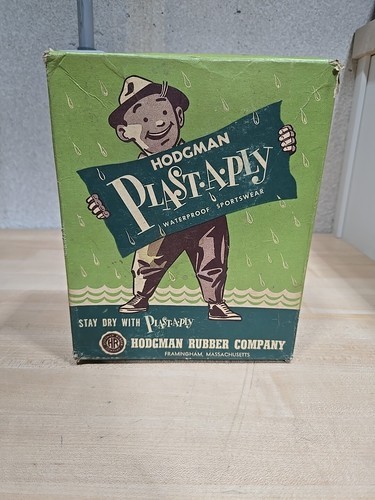 HODGMAN
PLAST·A·PLY
WATERPROOF SPORTSWEAR
STAY DRY WITH PLAST·A·PLY
HODGMAN RUBBER COMPANY
FRAMINGHAM, MASSACHUSETTS